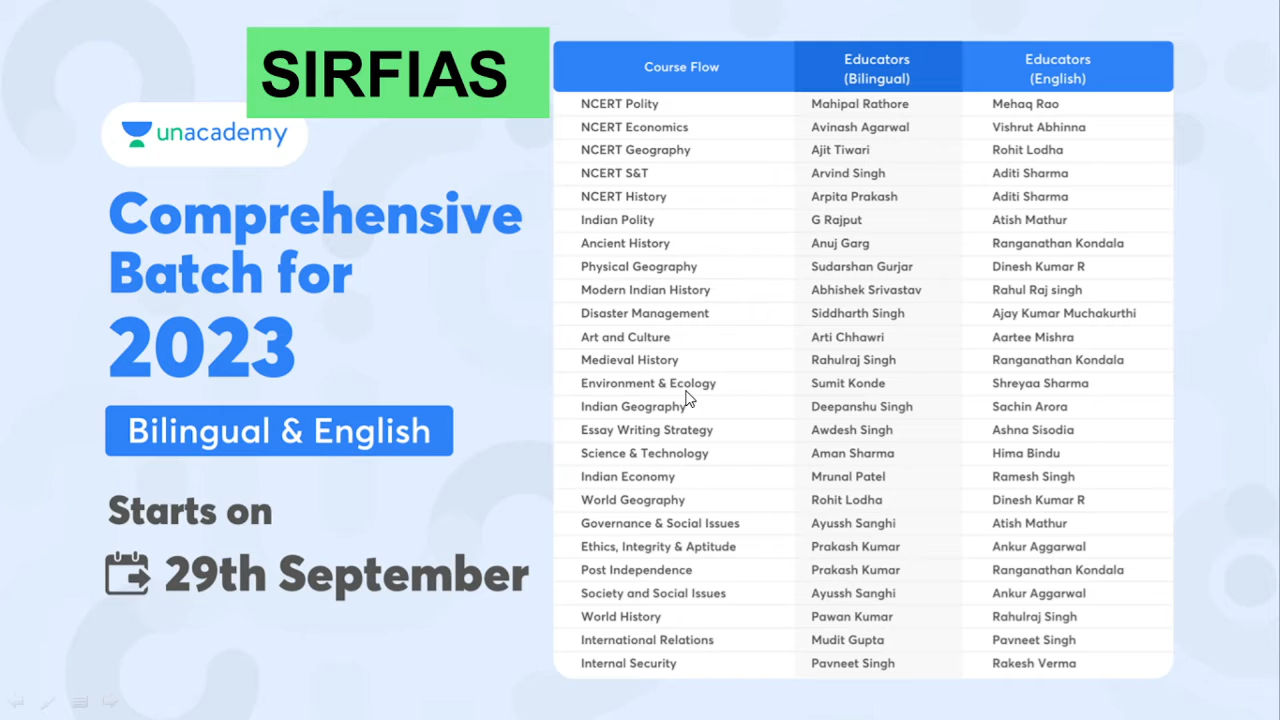 SIRFIAS
unacademy
Comprehensive
Batch for
2023
Bilingual & English
Starts on
29th September
Course Flow Educators (Bilingual) Educators (English)
NCERT Polity Mahipal Rathore Mehaq Rao
NCERT Economics Avinash Agarwal Vishrut Abhinna
NCERT Geography Ajit Tiwari Rohit Lodha
NCERT S&T Arvind Singh Aditi Sharma
NCERT History Arpita Prakash Aditi Sharma
Indian Polity G Rajput Atish Mathur
Ancient History Anuj Garg Ranganathan Kondala
Physical Geography Sudarshan Gurjar Dinesh Kumar R
Modern Indian History Abhishek Srivastav Rahul Raj singh
Disaster Management Siddharth Singh Ajay Kumar Muchakurthi
Art and Culture Arti Chhawri Aartee Mishra
Medieval History Rahulraj Singh Ranganathan Kondala
Environment & Ecology Sumit Konde Shreyaa Sharma
Indian Geography Deepanshu Singh Sachin Arora
Essay Writing Strategy Awdesh Singh Ashna Sisodia
Science & Technology Aman Sharma Hima Bindu
Indian Economy Mrunal Patel Ramesh Singh
World Geography Rohit Lodha Dinesh Kumar R
Governance & Social Issues Ayussh Sanghi Atish Mathur
Ethics, Integrity & Aptitude Prakash Kumar Ankur Aggarwal
Post Independence Prakash Kumar Ranganathan Kondala
Society and Social Issues Ayussh Sanghi Ankur Aggarwal
World History Pawan Kumar Rahulraj Singh
International Relations Mudit Gupta Pavneet Singh
Internal Security Pavneet Singh Rakesh Verma